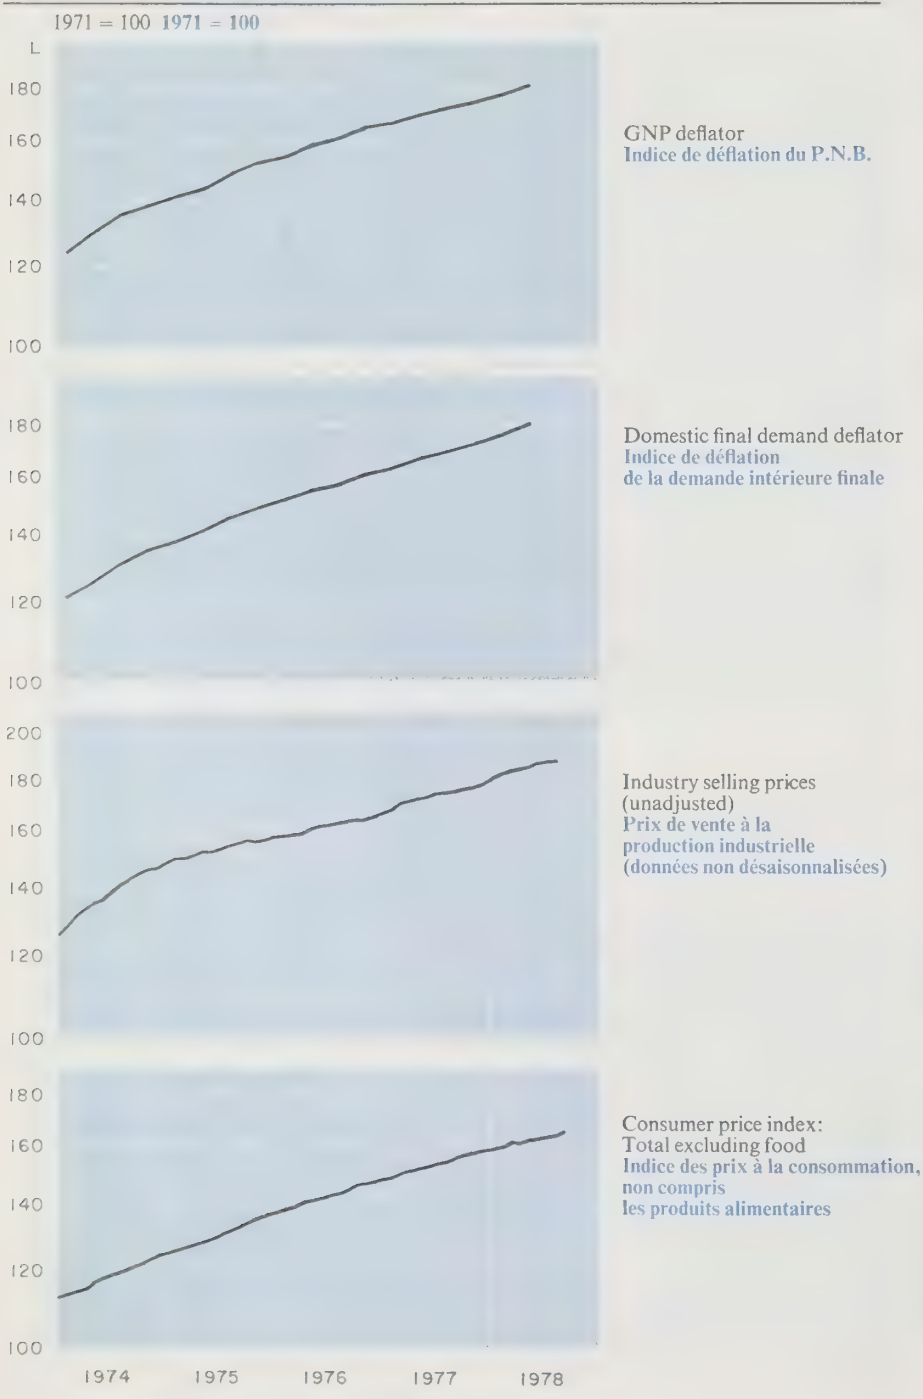 1971 = 100 1971 = 100
L
180
160
140
120
100
GNP deflator
Indice de déflation du P.N.B.
180
160
140
120
100
Domestic final demand deflator
Indice de déflation
de la demande intérieure finale
200
180
160
140
120
100
Industry selling prices
(unadjusted)
Prix de vente à la
production industrielle
(données non désaisonnalisées)
180
160
140
120
100
Consumer price index:
Total excluding food
Indice des prix à la consommation,
non compris
les produits alimentaires
1974 1975 1976 1977 1978